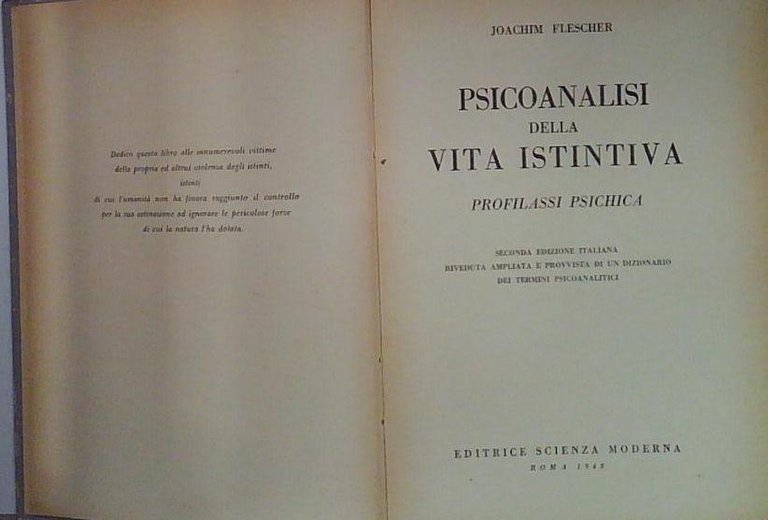 Dedico questo libro alle innumerevoli vittime
della propria ed altrui violenza degli istinti,
istinti
di cui l'umanità non ha finora raggiunto il controllo
per la sua ostinazione ad ignorare le pericolose forze
di cui la natura l'ha dotata.
JOACHIM FLESCHER
PSICOANALISI
DELLA
VITA ISTINTIVA
PROFILASSI PSICHICA
SECONDA EDIZIONE ITALIANA
RIVEDUTA AMPLIATA E PROVVISTA DI UN DIZIONARIO
DEI TERMINI PSICOANALITICI
EDITRICE SCIENZA MODERNA
ROMA 1948